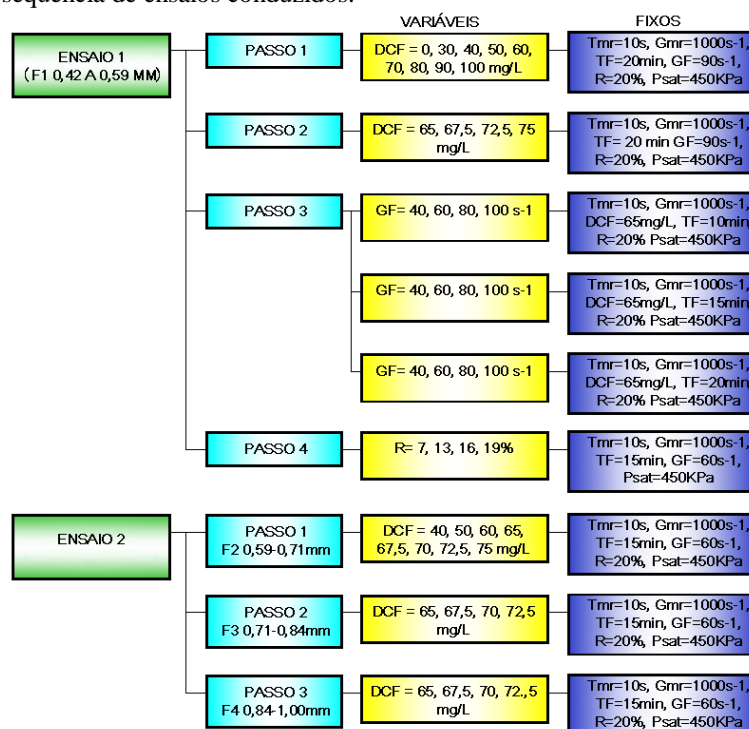 sequência de ensaios conduzidos.
VARIÁVEIS
FIXOS
ENSAIO 1
(F1 0,42 A 0,59 MM)
PASSO 1
DCF = 0, 30, 40, 50, 60,
70, 80, 90, 100 mg/L
Tmr=10s, Gmr=1000s-1,
TF=20min, GF=90s-1,
R=20%, Psat=450KPa
PASSO 2
DCF = 65, 67,5, 72,5, 75
mg/L
Tmr=10s, Gmr=1000s-1,
TF= 20 min GF=90s-1,
R=20%, Psat=450KPa
PASSO 3
GF= 40, 60, 80, 100 s-1
Tmr=10s, Gmr=1000s-1,
DCF=65mg/L, TF=10min,
R=20% Psat=450KPa
GF= 40, 60, 80, 100 s-1
Tmr=10s, Gmr=1000s-1,
DCF=65mg/L, TF=15min,
R=20% Psat=450KPa
GF= 40, 60, 80, 100 s-1
Tmr=10s, Gmr=1000s-1,
DCF=65mg/L, TF=20min,
R=20% Psat=450KPa
PASSO 4
R= 7, 13, 16, 19%
Tmr=10s, Gmr=1000s-1,
TF=15min, GF=60s-1,
Psat=450KPa
ENSAIO 2
PASSO 1
F2 0,59-0,71mm
DCF = 40, 50, 60, 65,
67,5, 70, 72,5, 75 mg/L
Tmr=10s, Gmr=1000s-1,
TF=15min, GF=60s-1,
R=20%, Psat=450KPa
PASSO 2
F3 0,71-0,84mm
DCF = 65, 67,5, 70, 72,5
mg/L
Tmr=10s, Gmr=1000s-1,
TF=15min, GF=60s-1,
R=20%, Psat=450KPa
PASSO 3
F4 0,84-1,00mm
DCF = 65, 67,5, 70, 72.,5
mg/L
Tmr=10s, Gmr=1000s-1,
TF=15min, GF=60s-1,
R=20%, Psat=450KPa